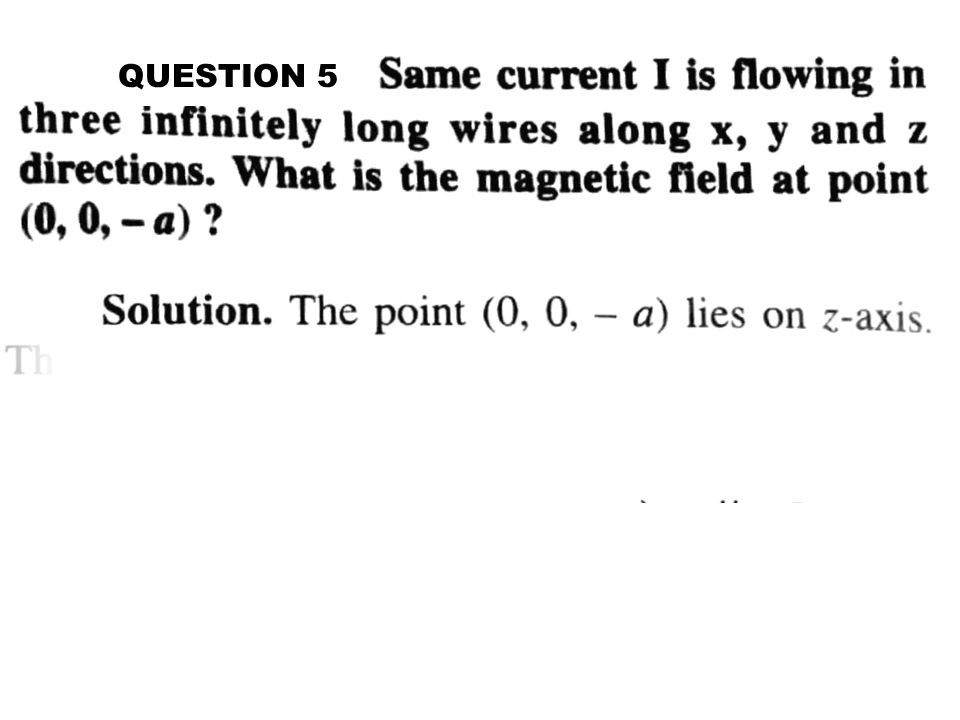 QUESTION 5 Same current I is flowing in
three infinitely long wires along x, y and z
directions. What is the magnetic field at point
(0, 0, – a) ?
Solution. The point (0, 0, – a) lies on z-axis.
Th